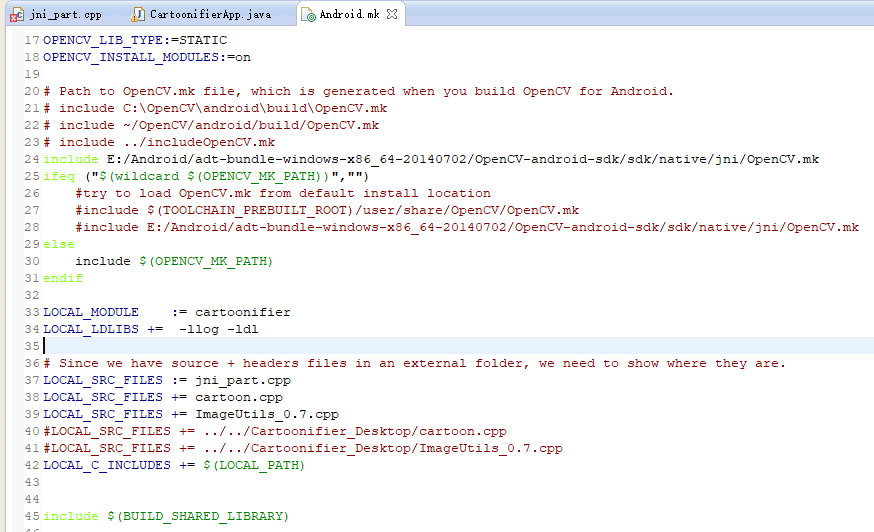 jni_part.cpp CartoonifierApp.java Android.mk
17 OPENCV_LIB_TYPE:=STATIC
18 OPENCV_INSTALL_MODULES:=on
19
20 # Path to OpenCV.mk file, which is generated when you build OpenCV for Android.
21 # include C:\OpenCV\android\build\OpenCV.mk
22 # include ~/OpenCV/android/build/OpenCV.mk
23 # include ../includeOpenCV.mk
24 include E:/Android/adt-bundle-windows-x86_64-20140702/OpenCV-android-sdk/sdk/native/jni/OpenCV.mk
25 ifeq ("$(wildcard $(OPENCV_MK_PATH))","")
26     #try to load OpenCV.mk from default install location
27     #include $(TOOLCHAIN_PREBUILT_ROOT)/user/share/OpenCV/OpenCV.mk
28     #include E:/Android/adt-bundle-windows-x86_64-20140702/OpenCV-android-sdk/sdk/native/jni/OpenCV.mk
29 else
30     include $(OPENCV_MK_PATH)
31 endif
32
33 LOCAL_MODULE    := cartoonifier
34 LOCAL_LDLIBS +=  -llog -ldl
35
36 # Since we have source + headers files in an external folder, we need to show where they are.
37 LOCAL_SRC_FILES := jni_part.cpp
38 LOCAL_SRC_FILES += cartoon.cpp
39 LOCAL_SRC_FILES += ImageUtils_0.7.cpp
40 #LOCAL_SRC_FILES += ../../Cartoonifier_Desktop/cartoon.cpp
41 #LOCAL_SRC_FILES += ../../Cartoonifier_Desktop/ImageUtils_0.7.cpp
42 LOCAL_C_INCLUDES += $(LOCAL_PATH)
43
44
45 include $(BUILD_SHARED_LIBRARY)